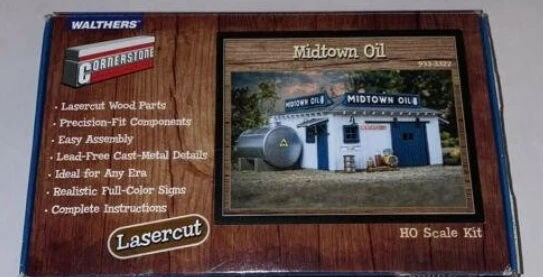 WALTHERS
CORNERSTONE
Midtown Oil
933-3322
MIDTOWN OIL
MIDTOWN OIL
· Lasercut Wood Parts
· Precision-Fit Components
· Easy Assembly
· Lead-Free Cast-Metal Details
· Ideal for Any Era
· Realistic Full-Color Signs
· Complete Instructions
Lasercut
HO Scale Kit